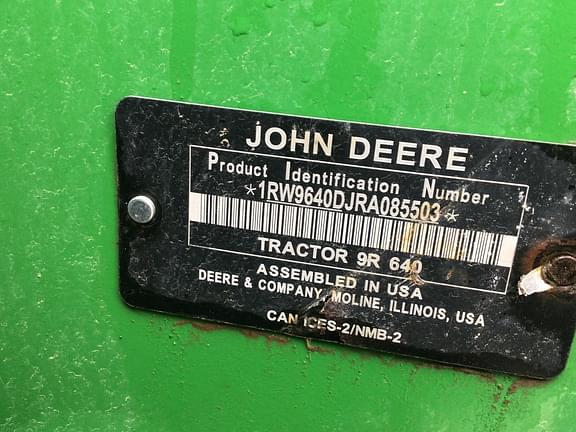 JOHN DEERE
Product Identification Number
*1RW9640DJRA085503*
TRACTOR 9R 640
ASSEMBLED IN USA
DEERE & COMPANY, MOLINE, ILLINOIS, USA
CAN ICES-2/NMB-2